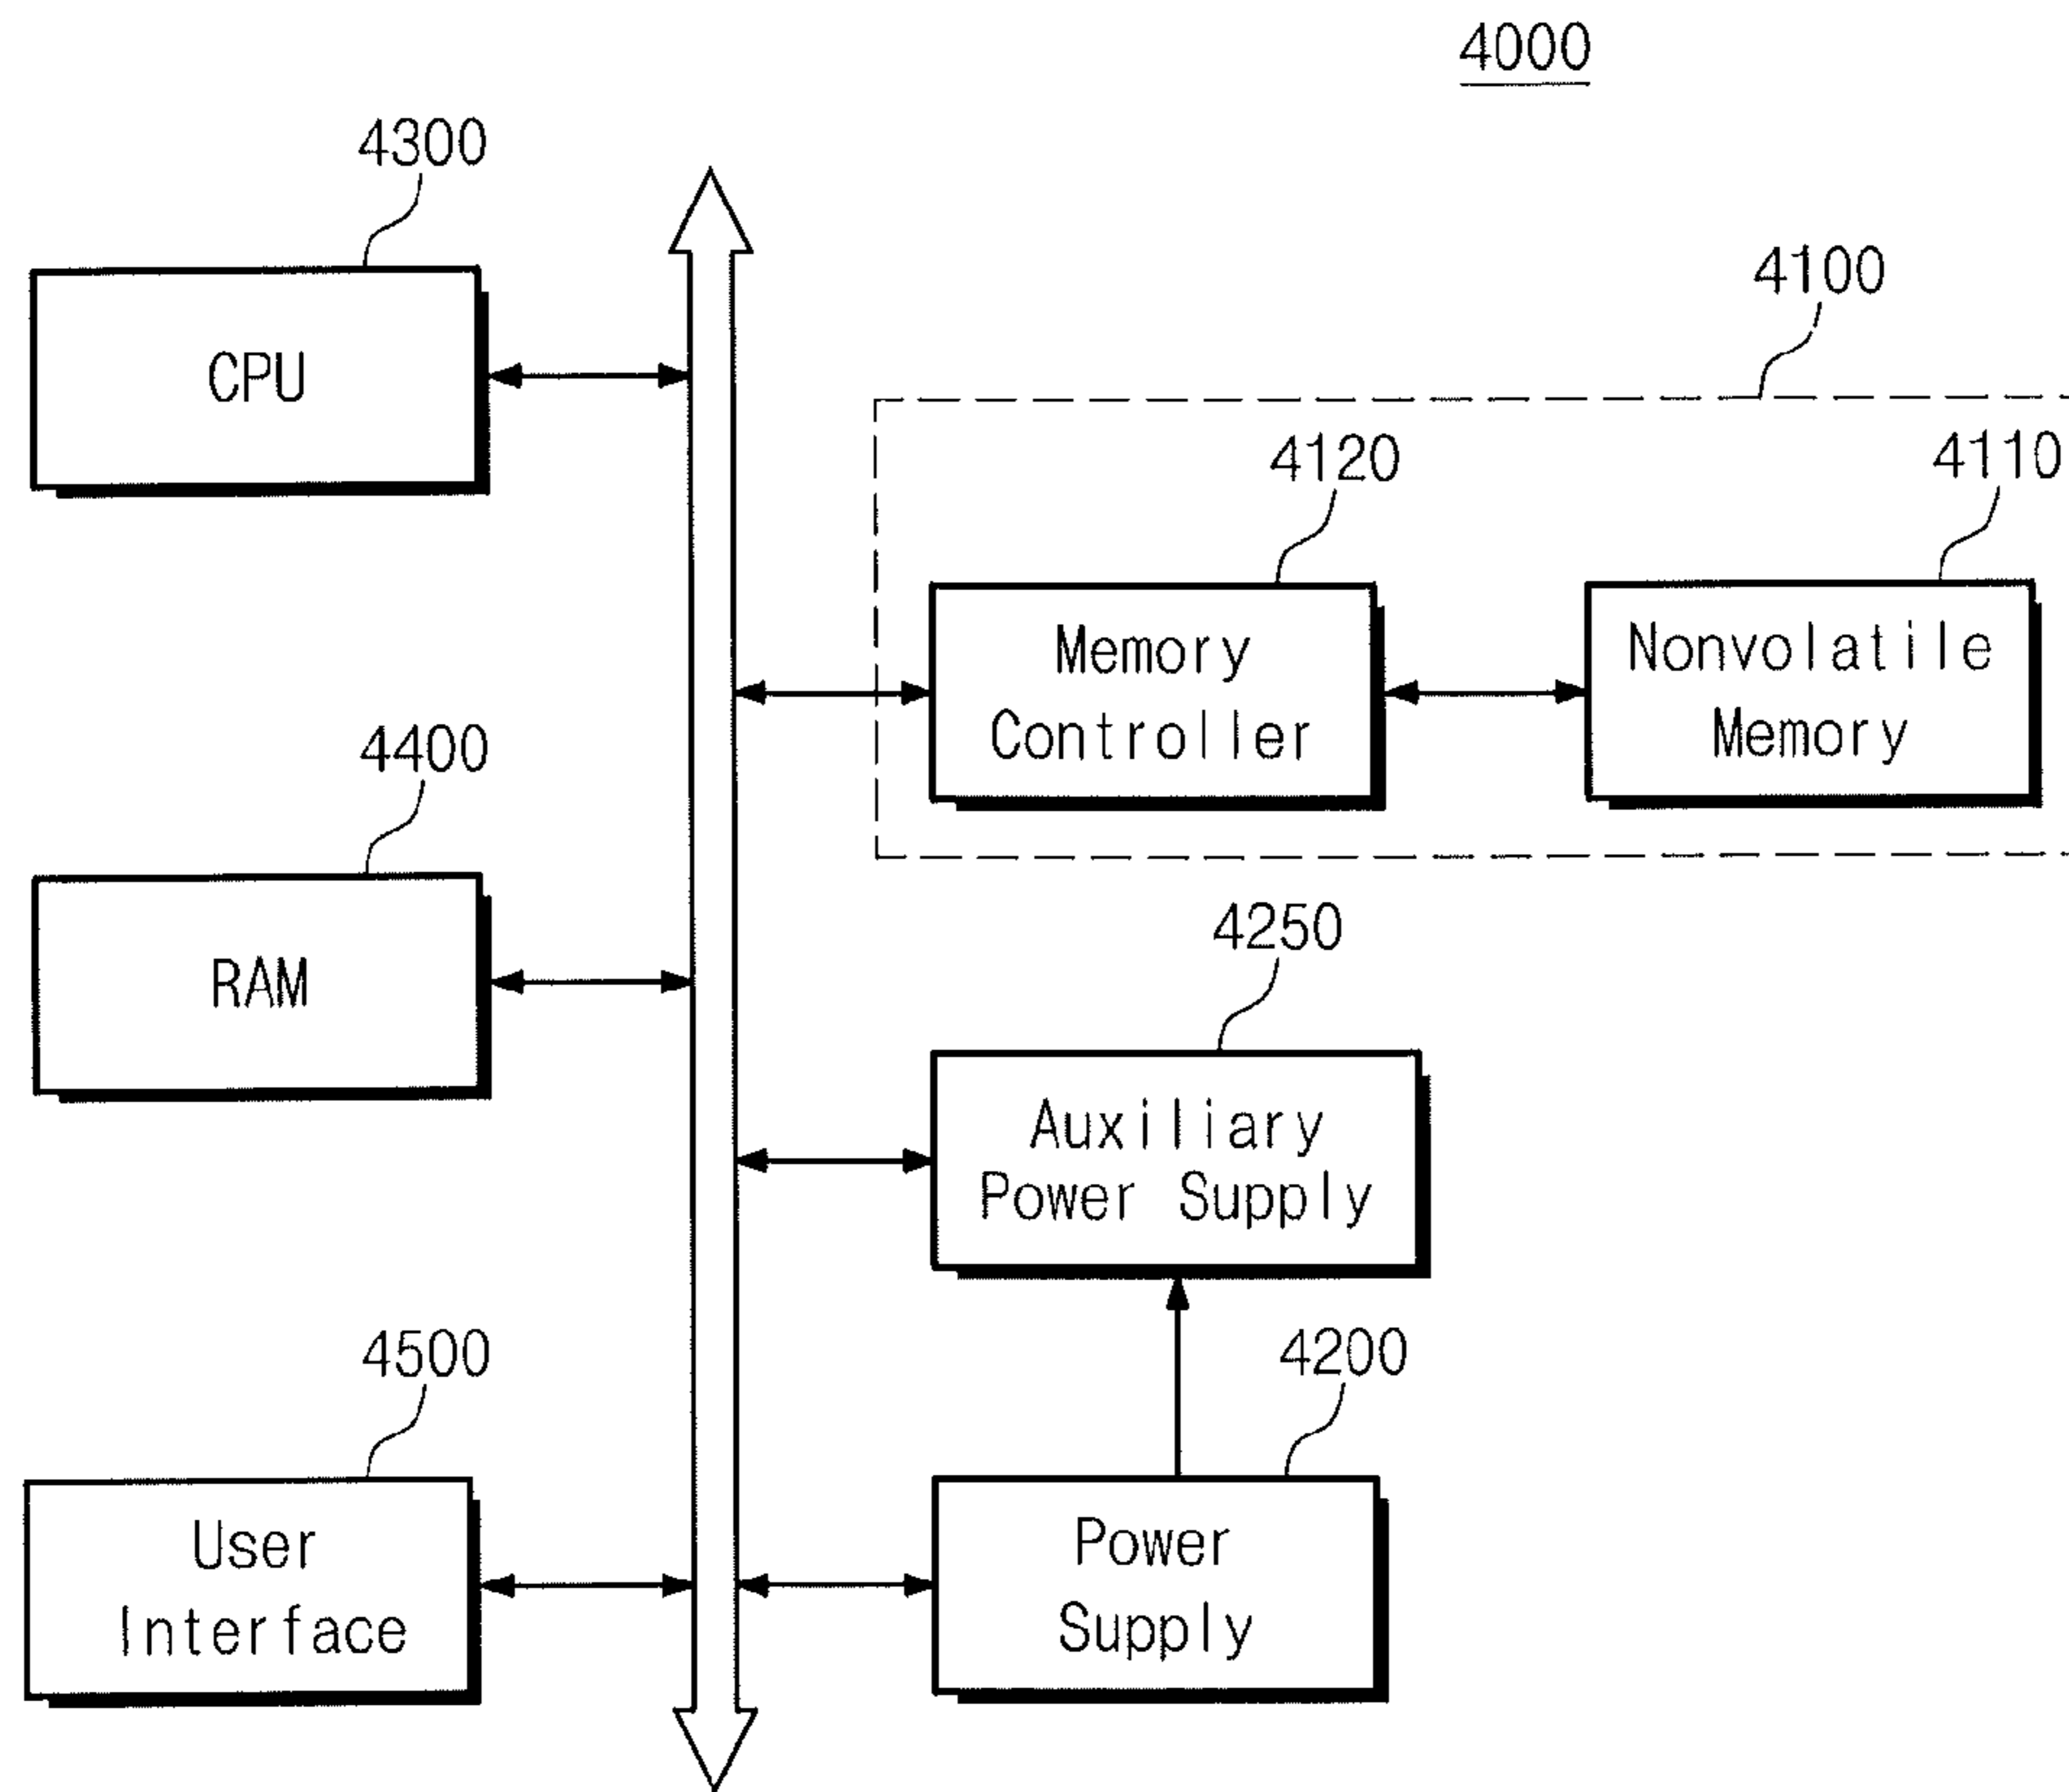 4000
4300
CPU
4100
4120
4110
Memory
Controller
Nonvolatile
Memory
4400
RAM
4250
Auxiliary
Power Supply
4500
User
Interface
4200
Power
Supply